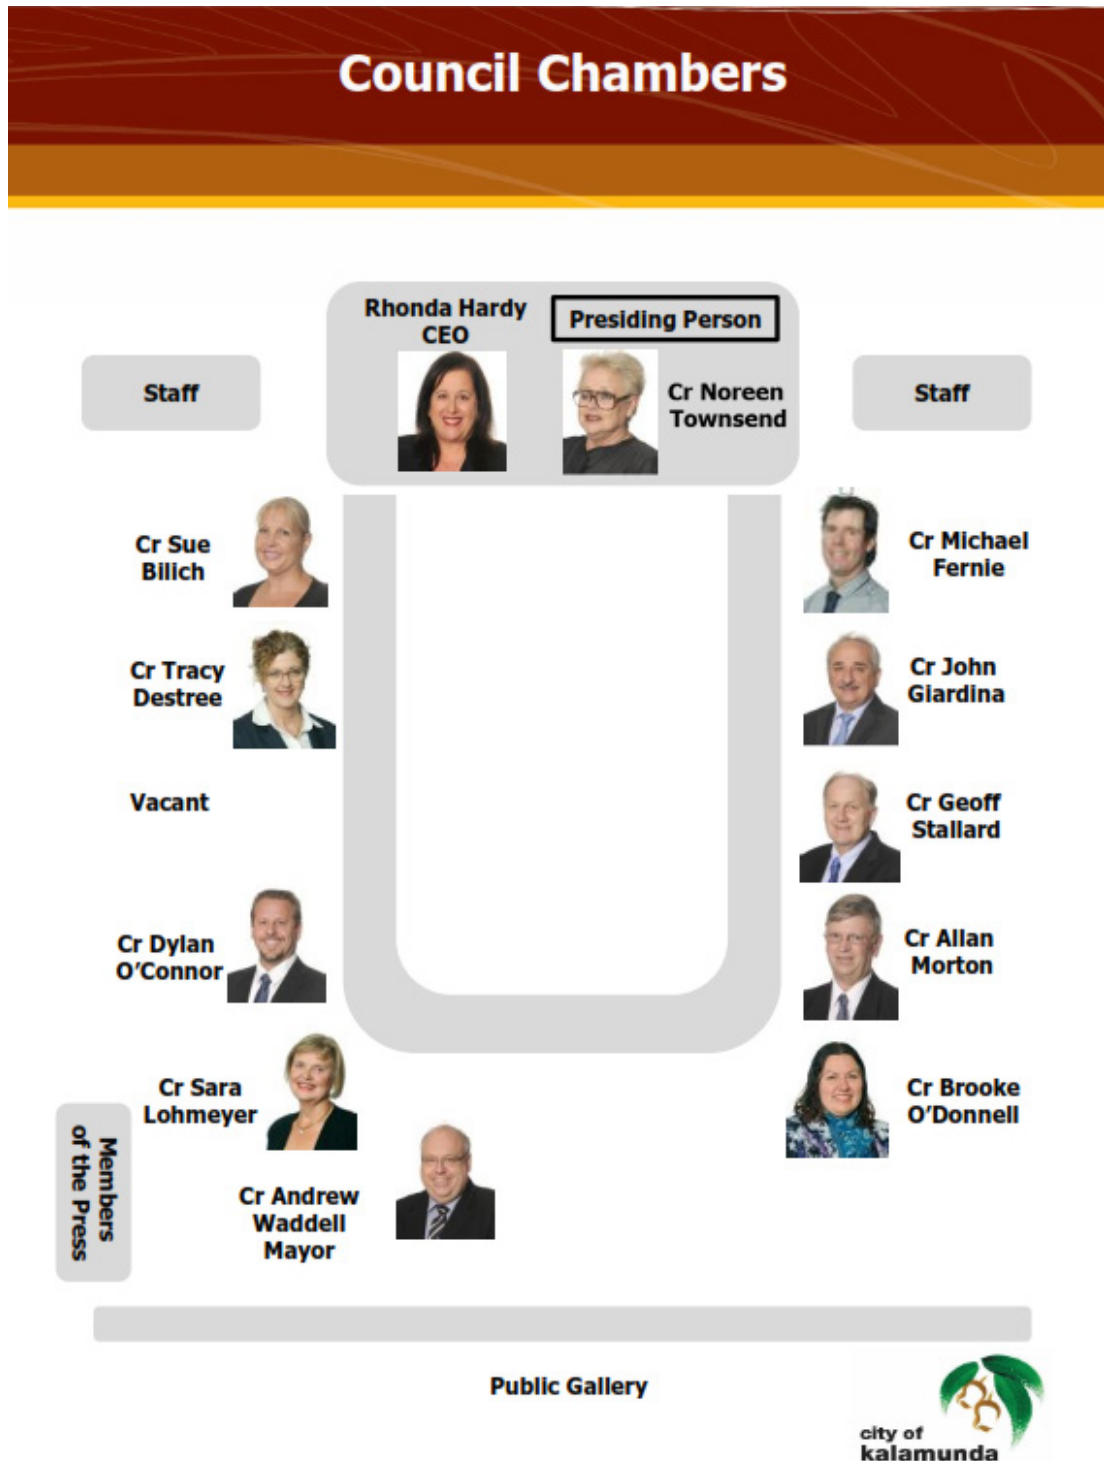 Council Chambers
Rhonda Hardy
CEO
Presiding Person
Cr Noreen
Townsend
Staff
Staff
Cr Sue
Bilich
Cr Michael
Fernie
Cr Tracy
Destree
Cr John
Giardina
Vacant
Cr Geoff
Stallard
Cr Dylan
O'Connor
Cr Allan
Morton
Cr Sara
Lohmeyer
Cr Brooke
O'Donnell
Members
of the Press
Cr Andrew
Waddell
Mayor
Public Gallery
city of
kalamunda